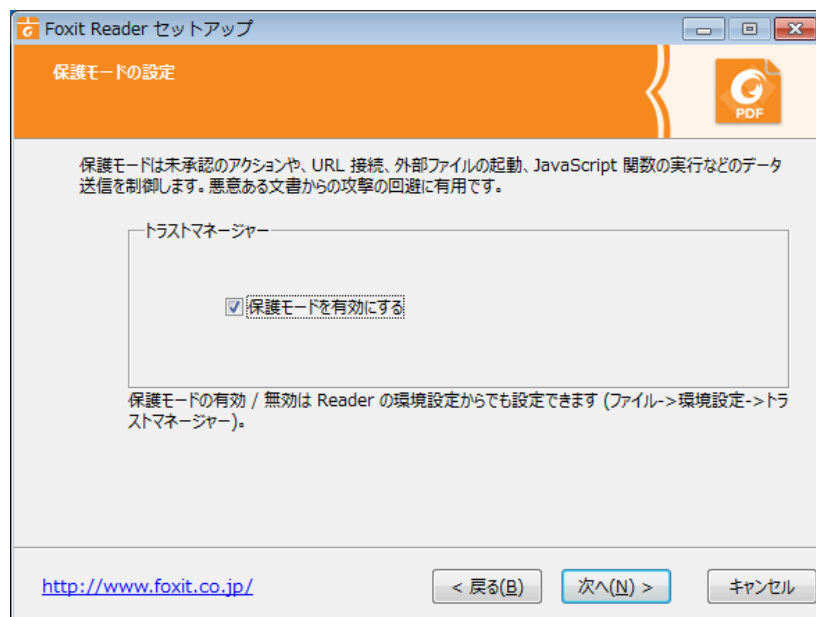 Foxit Reader セットアップ
保護モードの設定
PDF
保護モードは未承認のアクションや、URL 接続、外部ファイルの起動、JavaScript 関数の実行などのデータ
送信を制御します。悪意ある文書からの攻撃の回避に有用です。
トラストマネージャー
保護モードを有効にする
保護モードの有効 / 無効は Reader の環境設定からでも設定できます (ファイル->環境設定->トラ
ストマネージャー)。
http://www.foxit.co.jp/
< 戻る(B)
次へ(N) >
キャンセル